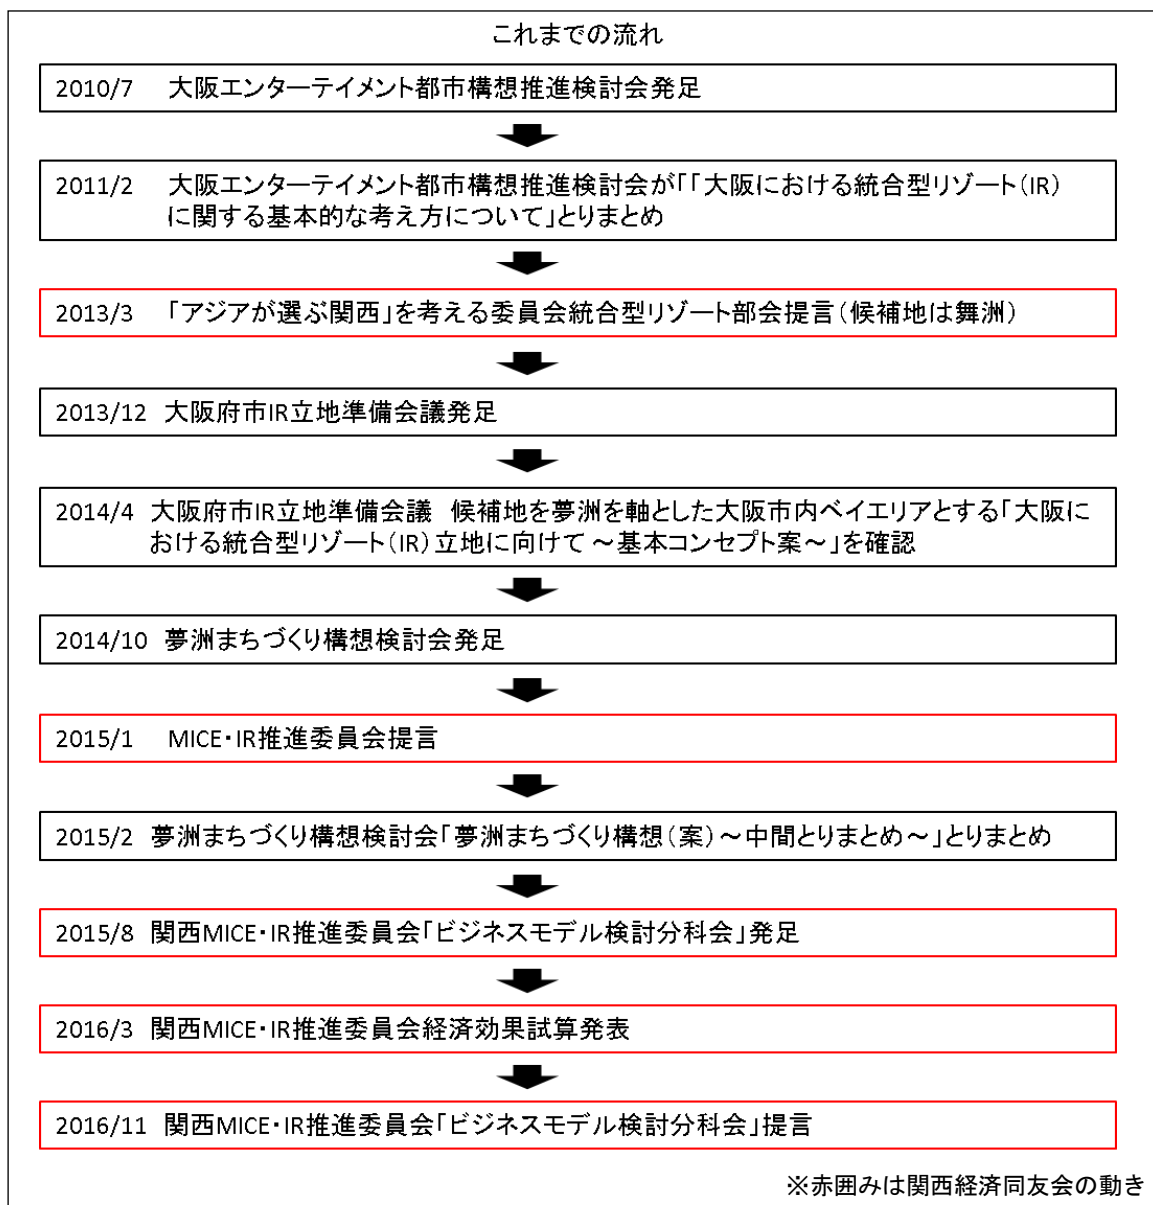 これまでの流れ
2010/7 大阪エンターテイメント都市構想推進検討会発足
2011/2 大阪エンターテイメント都市構想推進検討会が「「大阪における統合型リゾート(IR)
に関する基本的な考え方について」とりまとめ
2013/3 「アジアが選ぶ関西」を考える委員会統合型リゾート部会提言(候補地は舞洲)
2013/12 大阪府市IR立地準備会議発足
2014/4 大阪府市IR立地準備会議 候補地を夢洲を軸とした大阪市内ベイエリアとする「大阪に
おける統合型リゾート(IR)立地に向けて~基本コンセプト案~」を確認
2014/10 夢洲まちづくり構想検討会発足
2015/1 MICE・IR推進委員会提言
2015/2 夢洲まちづくり構想検討会「夢洲まちづくり構想(案)~中間とりまとめ~」とりまとめ
2015/8 関西MICE・IR推進委員会「ビジネスモデル検討分科会」発足
2016/3 関西MICE・IR推進委員会経済効果試算発表
2016/11 関西MICE・IR推進委員会「ビジネスモデル検討分科会」提言
※赤囲みは関西経済同友会の動き